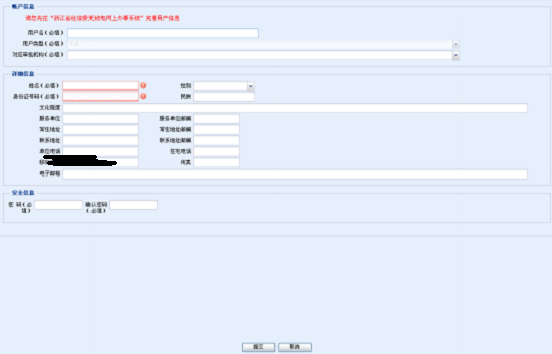 帐户信息
请您先在“浙江省经信委无线电网上办事系统”完善用户信息
用户名(必填)
用户类型(必填) 个人
对应审批机构(必填)
详细信息
姓名(必填) 性别
身份证号码(必填) 民族
文化程度
服务单位 服务单位邮编
常住地址 常住地址邮编
联系地址 联系地址邮编
单位电话 住宅电话
传真
电子邮箱
安全信息
密 码(必填) 确认密码(必填)
提交 取消